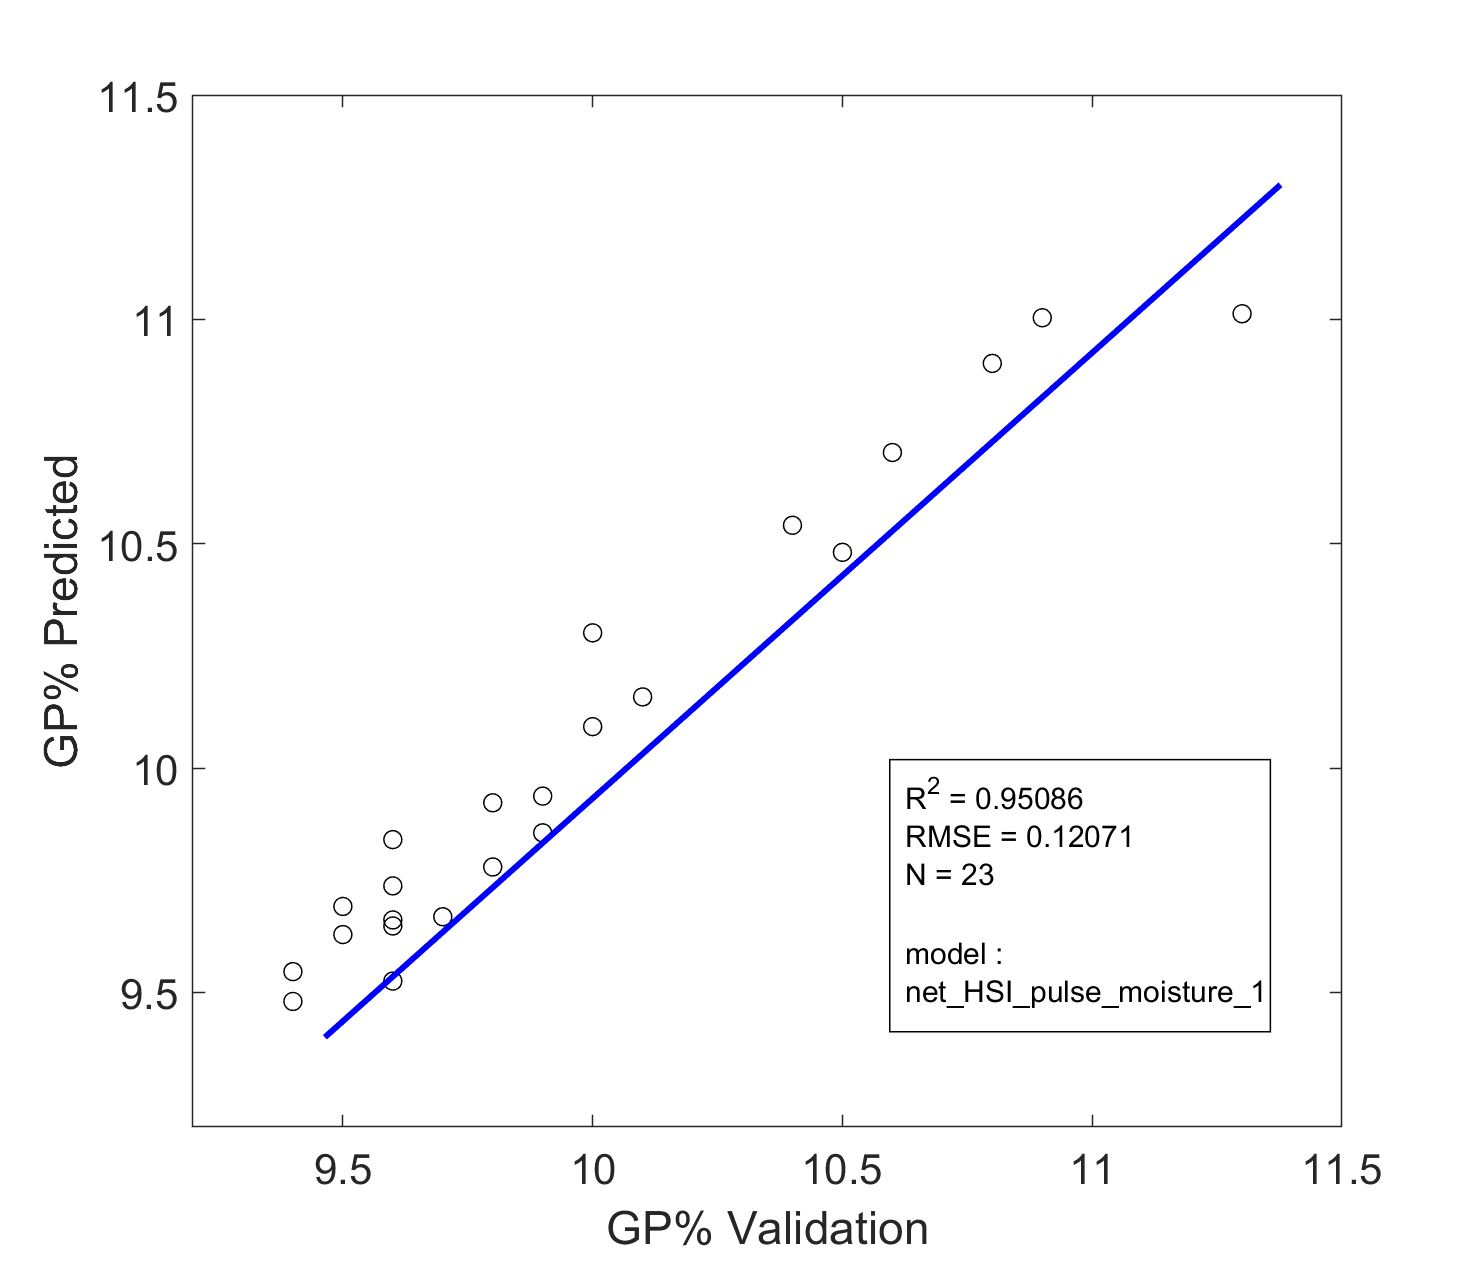 11.5
11
10.5
10
9.5
GP% Predicted
R2 = 0.95086
RMSE = 0.12071
N = 23
model :
net_HSI_pulse_moisture_1
9.5 10 10.5 11 11.5
GP% Validation